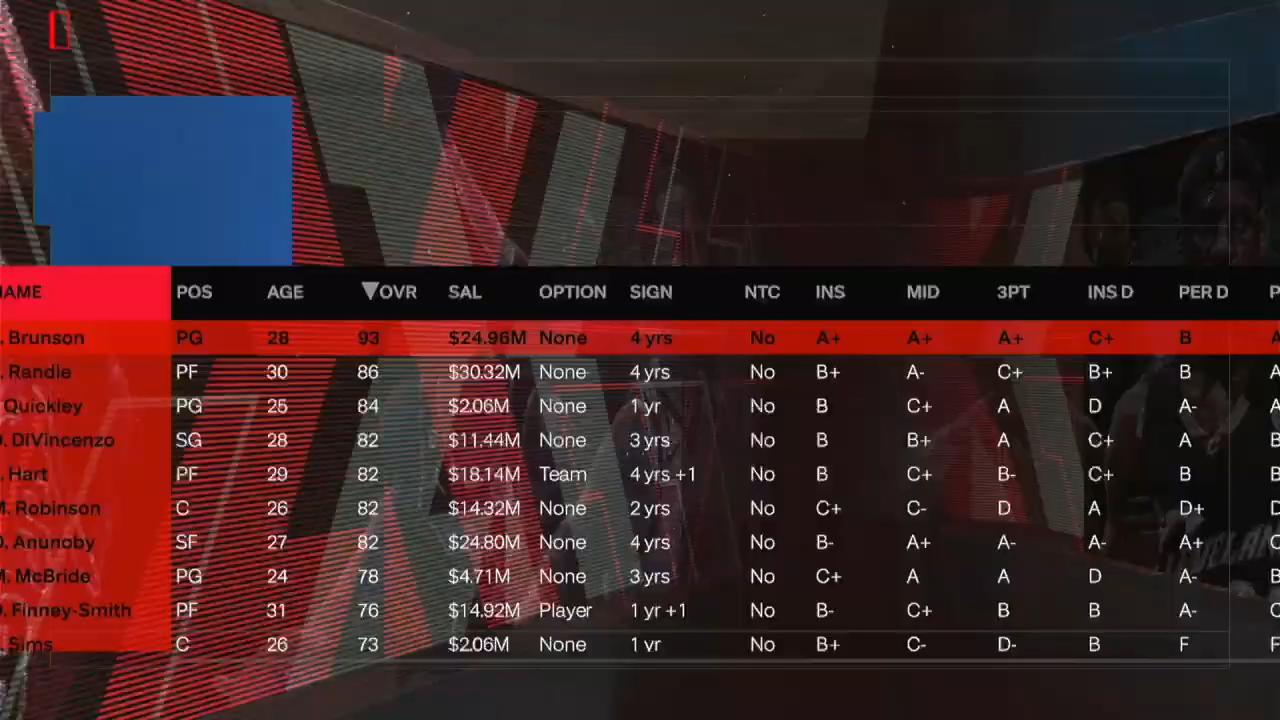 AME POS AGE ▼OVR SAL OPTION SIGN NTC INS MID 3PT INS D PER D P
. Brunson PG 28 93 $24.96M None 4 yrs No A+ A+ A+ C+ B A
. Randle PF 30 86 $30.32M None 4 yrs No B+ A- C+ B+ B A
Quickley PG 25 84 $2.06M None 1 yr No B C+ A D A- A
. DiVincenzo SG 28 82 $11.44M None 3 yrs No B B+ A C+ A B
. Hart PF 29 82 $18.14M Team 4 yrs +1 No B C+ B- C+ B B
M. Robinson C 26 82 $14.32M None 2 yrs No C+ C- D A D+ D
O. Anunoby SF 27 82 $24.80M None 4 yrs No B- A+ A- A- A+ C
M. McBride PG 24 78 $4.71M None 3 yrs No C+ A A D A- B
. Finney-Smith PF 31 76 $14.92M Player 1 yr +1 No B- C+ B B A- C
. Sims C 26 73 $2.06M None 1 yr No B+ C- D- B F F